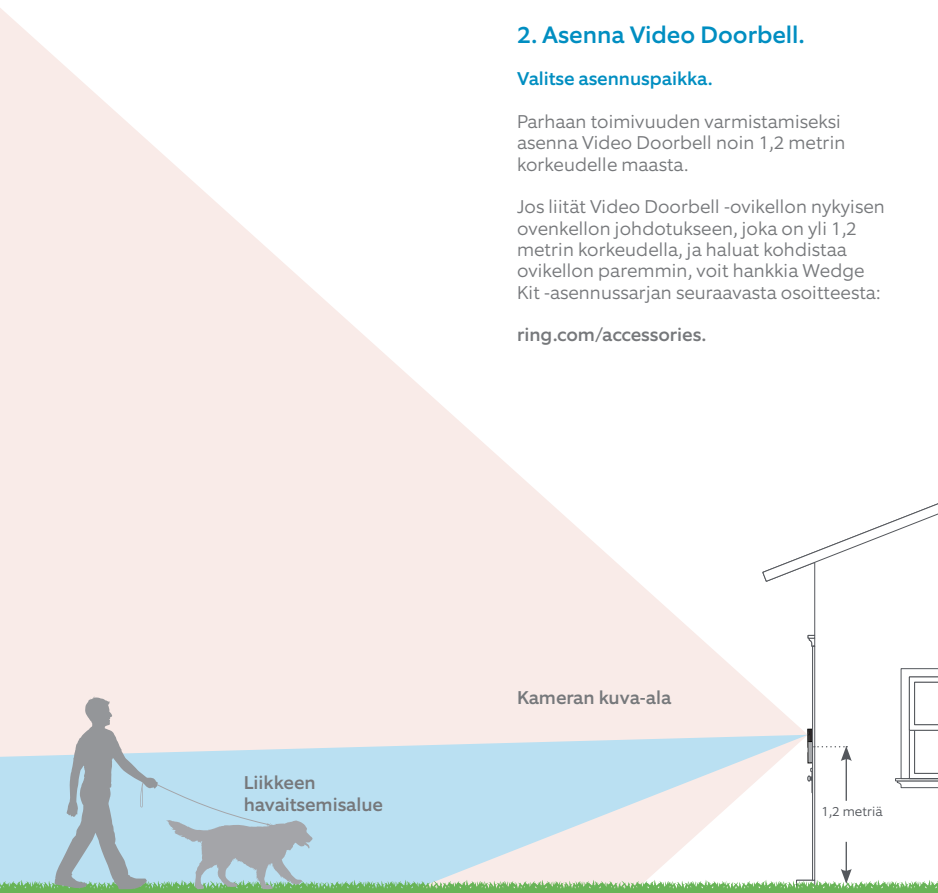 2. Asenna Video Doorbell.
Valitse asennuspaikka.
Parhaan toimivuuden varmistamiseksi
asenna Video Doorbell noin 1,2 metrin
korkeudelle maasta.
Jos liität Video Doorbell -ovikellon nykyisen
ovenkellon johdotukseen, joka on yli 1,2
metrin korkeudella, ja haluat kohdistaa
ovikellon paremmin, voit hankkia Wedge
Kit -asennussarjan seuraavasta osoitteesta:
ring.com/accessories.
Kameran kuva-ala
Liikkeen
havaitsemisalue
1,2 metriä